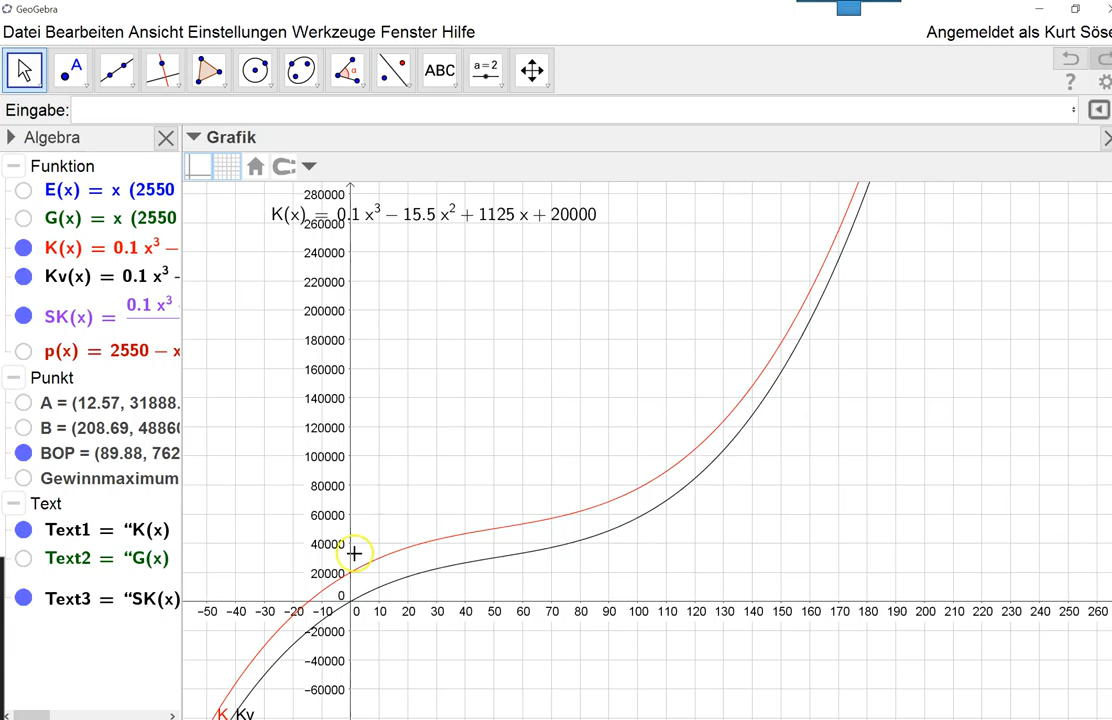 GeoGebra
Datei Bearbeiten Ansicht Einstellungen Werkzeuge Fenster Hilfe
Angemeldet als Kurt Söse
A
α
ABC
a=2
?
Eingabe:
Algebra
Grafik
Funktion
E(x) = x (2550
G(x) = x (2550
K(x) = 0.1 x³ −
Kv(x) = 0.1 x³ -
SK(x) = 0.1 x³
p(x) = 2550 − x
Punkt
A = (12.57, 31888.
B = (208.69, 48860
BOP = (89.88, 762
Gewinnmaximum
Text
Text1 = “K(x)
Text2 = “G(x)
Text3 = “SK(x)
K(x) = 0.1 x³ − 15.5 x² + 1125 x + 20000
280000
260000
240000
220000
200000
180000
160000
140000
120000
100000
80000
60000
40000
20000
0
−50 −40 −30 −20 −10 0 10 20 30 40 50 60 70 80 90 100 110 120 130 140 150 160 170 180 190 200 210 220 230 240 250 260
−20000
−40000
−60000
K Kv